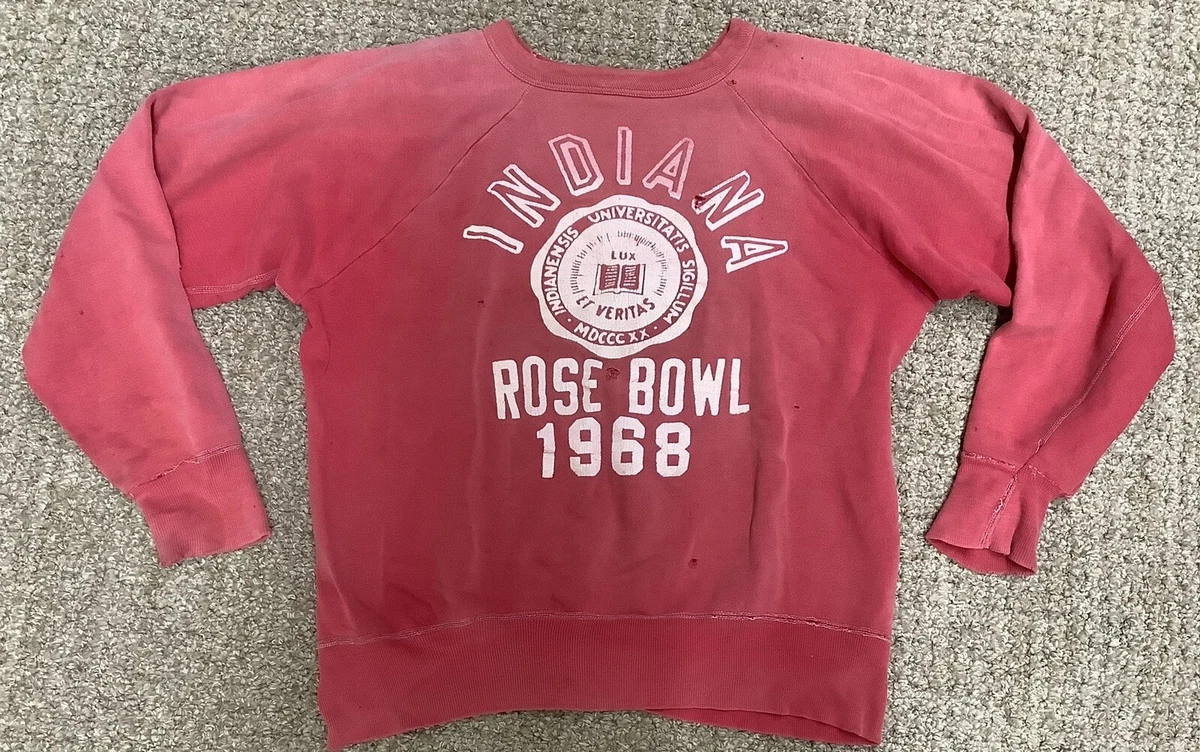 INDIANA
INDIANENSIS UNIVERSITATIS SIGILLUM
LUX
ET VERITAS
· MDCCCXX ·
ROSE BOWL
1968